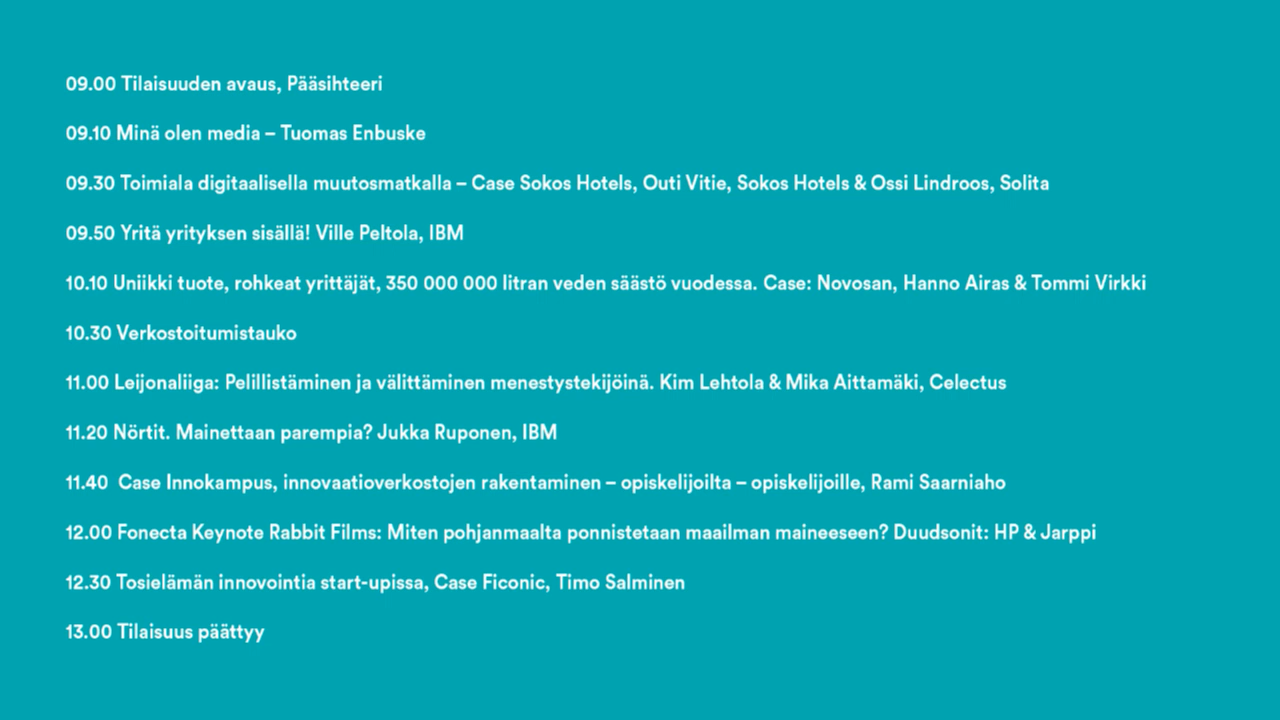 09.00 Tilaisuuden avaus, Pääsihteeri
09.10 Minä olen media – Tuomas Enbuske
09.30 Toimiala digitaalisella muutosmatkalla – Case Sokos Hotels, Outi Vitie, Sokos Hotels & Ossi Lindroos, Solita
09.50 Yritä yrityksen sisällä! Ville Peltola, IBM
10.10 Uniikki tuote, rohkeat yrittäjät, 350 000 000 litran veden säästö vuodessa. Case: Novosan, Hanno Airas & Tommi Virkki
10.30 Verkostoitumistauko
11.00 Leijonaliiga: Pelillistäminen ja välittäminen menestystekijöinä. Kim Lehtola & Mika Aittamäki, Celectus
11.20 Nörtit. Mainettaan parempia? Jukka Ruponen, IBM
11.40  Case Innokampus, innovaatioverkostojen rakentaminen – opiskelijoilta – opiskelijoille, Rami Saarniaho
12.00 Fonecta Keynote Rabbit Films: Miten pohjanmaalta ponnistetaan maailman maineeseen? Duudsonit: HP & Jarppi
12.30 Tosielämän innovointia start-upissa, Case Ficonic, Timo Salminen
13.00 Tilaisuus päättyy